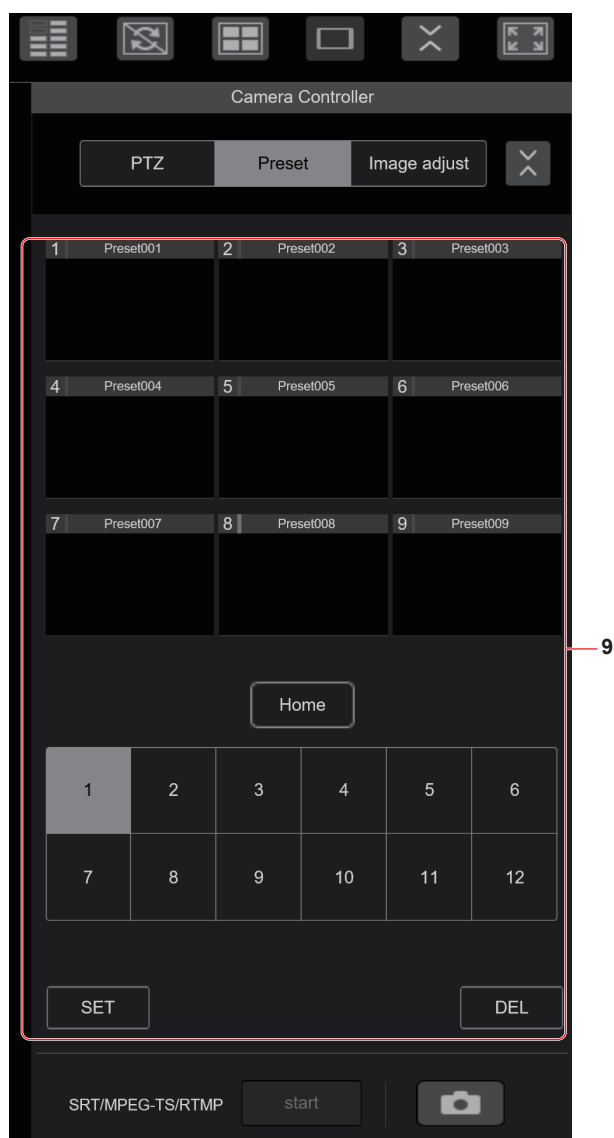 Camera Controller
PTZ Preset Image adjust
1 Preset001 2 Preset002 3 Preset003
4 Preset004 5 Preset005 6 Preset006
7 Preset007 8 Preset008 9 Preset009
9
Home
1 2 3 4 5 6
7 8 9 10 11 12
SET DEL
SRT/MPEG-TS/RTMP start